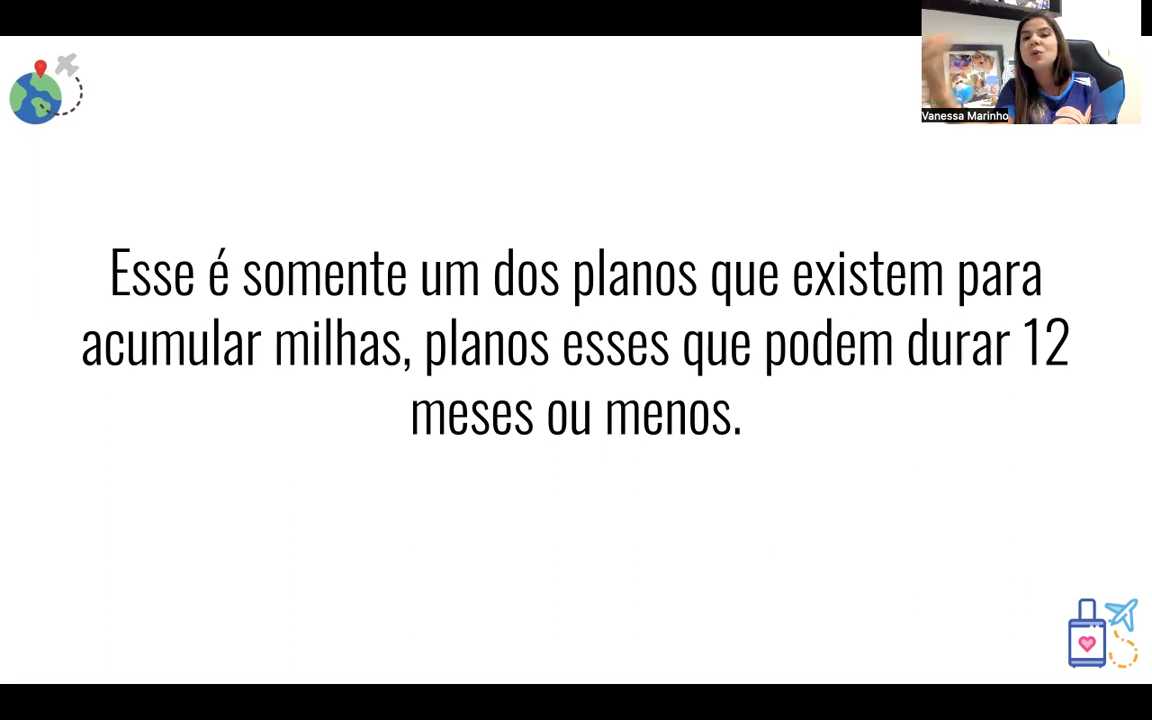 Vanessa Marinho
Esse é somente um dos planos que existem para
acumular milhas, planos esses que podem durar 12
meses ou menos.